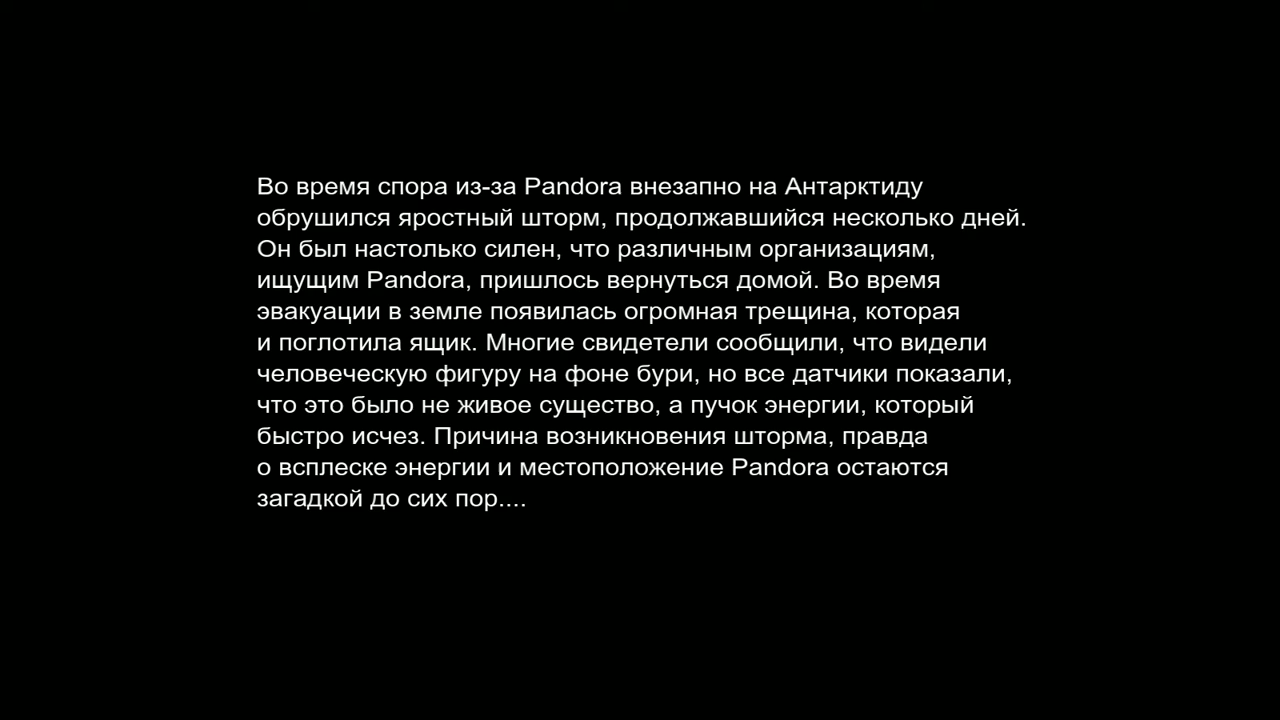 Во время спора из-за Pandora внезапно на Антарктиду
обрушился яростный шторм, продолжавшийся несколько дней.
Он был настолько силен, что различным организациям,
ищущим Pandora, пришлось вернуться домой. Во время
эвакуации в земле появилась огромная трещина, которая
и поглотила ящик. Многие свидетели сообщили, что видели
человеческую фигуру на фоне бури, но все датчики показали,
что это было не живое существо, а пучок энергии, который
быстро исчез. Причина возникновения шторма, правда
о всплеске энергии и местоположение Pandora остаются
загадкой до сих пор....